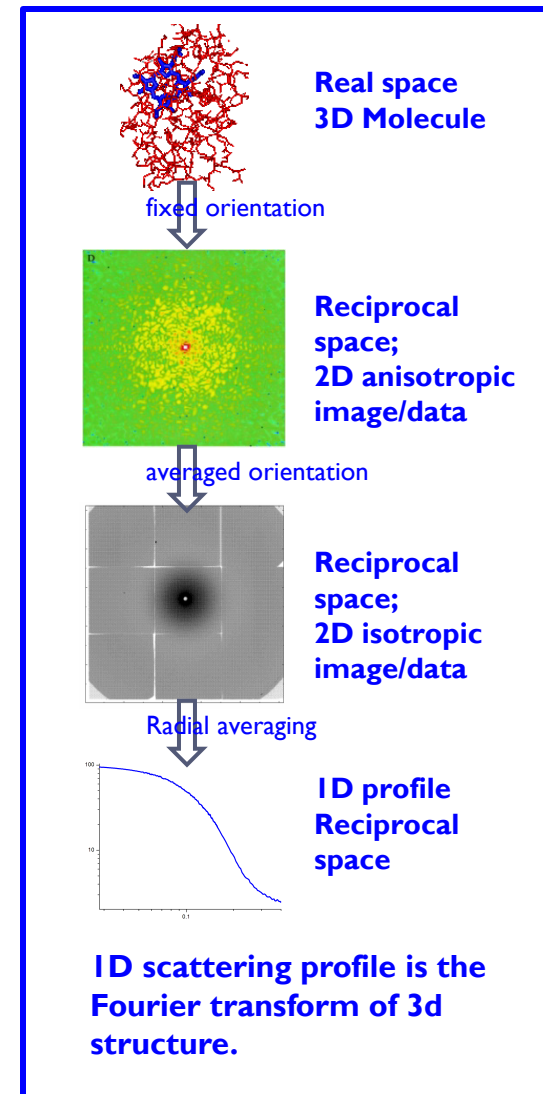 Real space
3D Molecule
fixed orientation
D
Reciprocal
space;
2D anisotropic
image/data
averaged orientation
Reciprocal
space;
2D isotropic
image/data
Radial averaging
1D profile
Reciprocal
space
100
10
0.1
1D scattering profile is the
Fourier transform of 3d
structure.